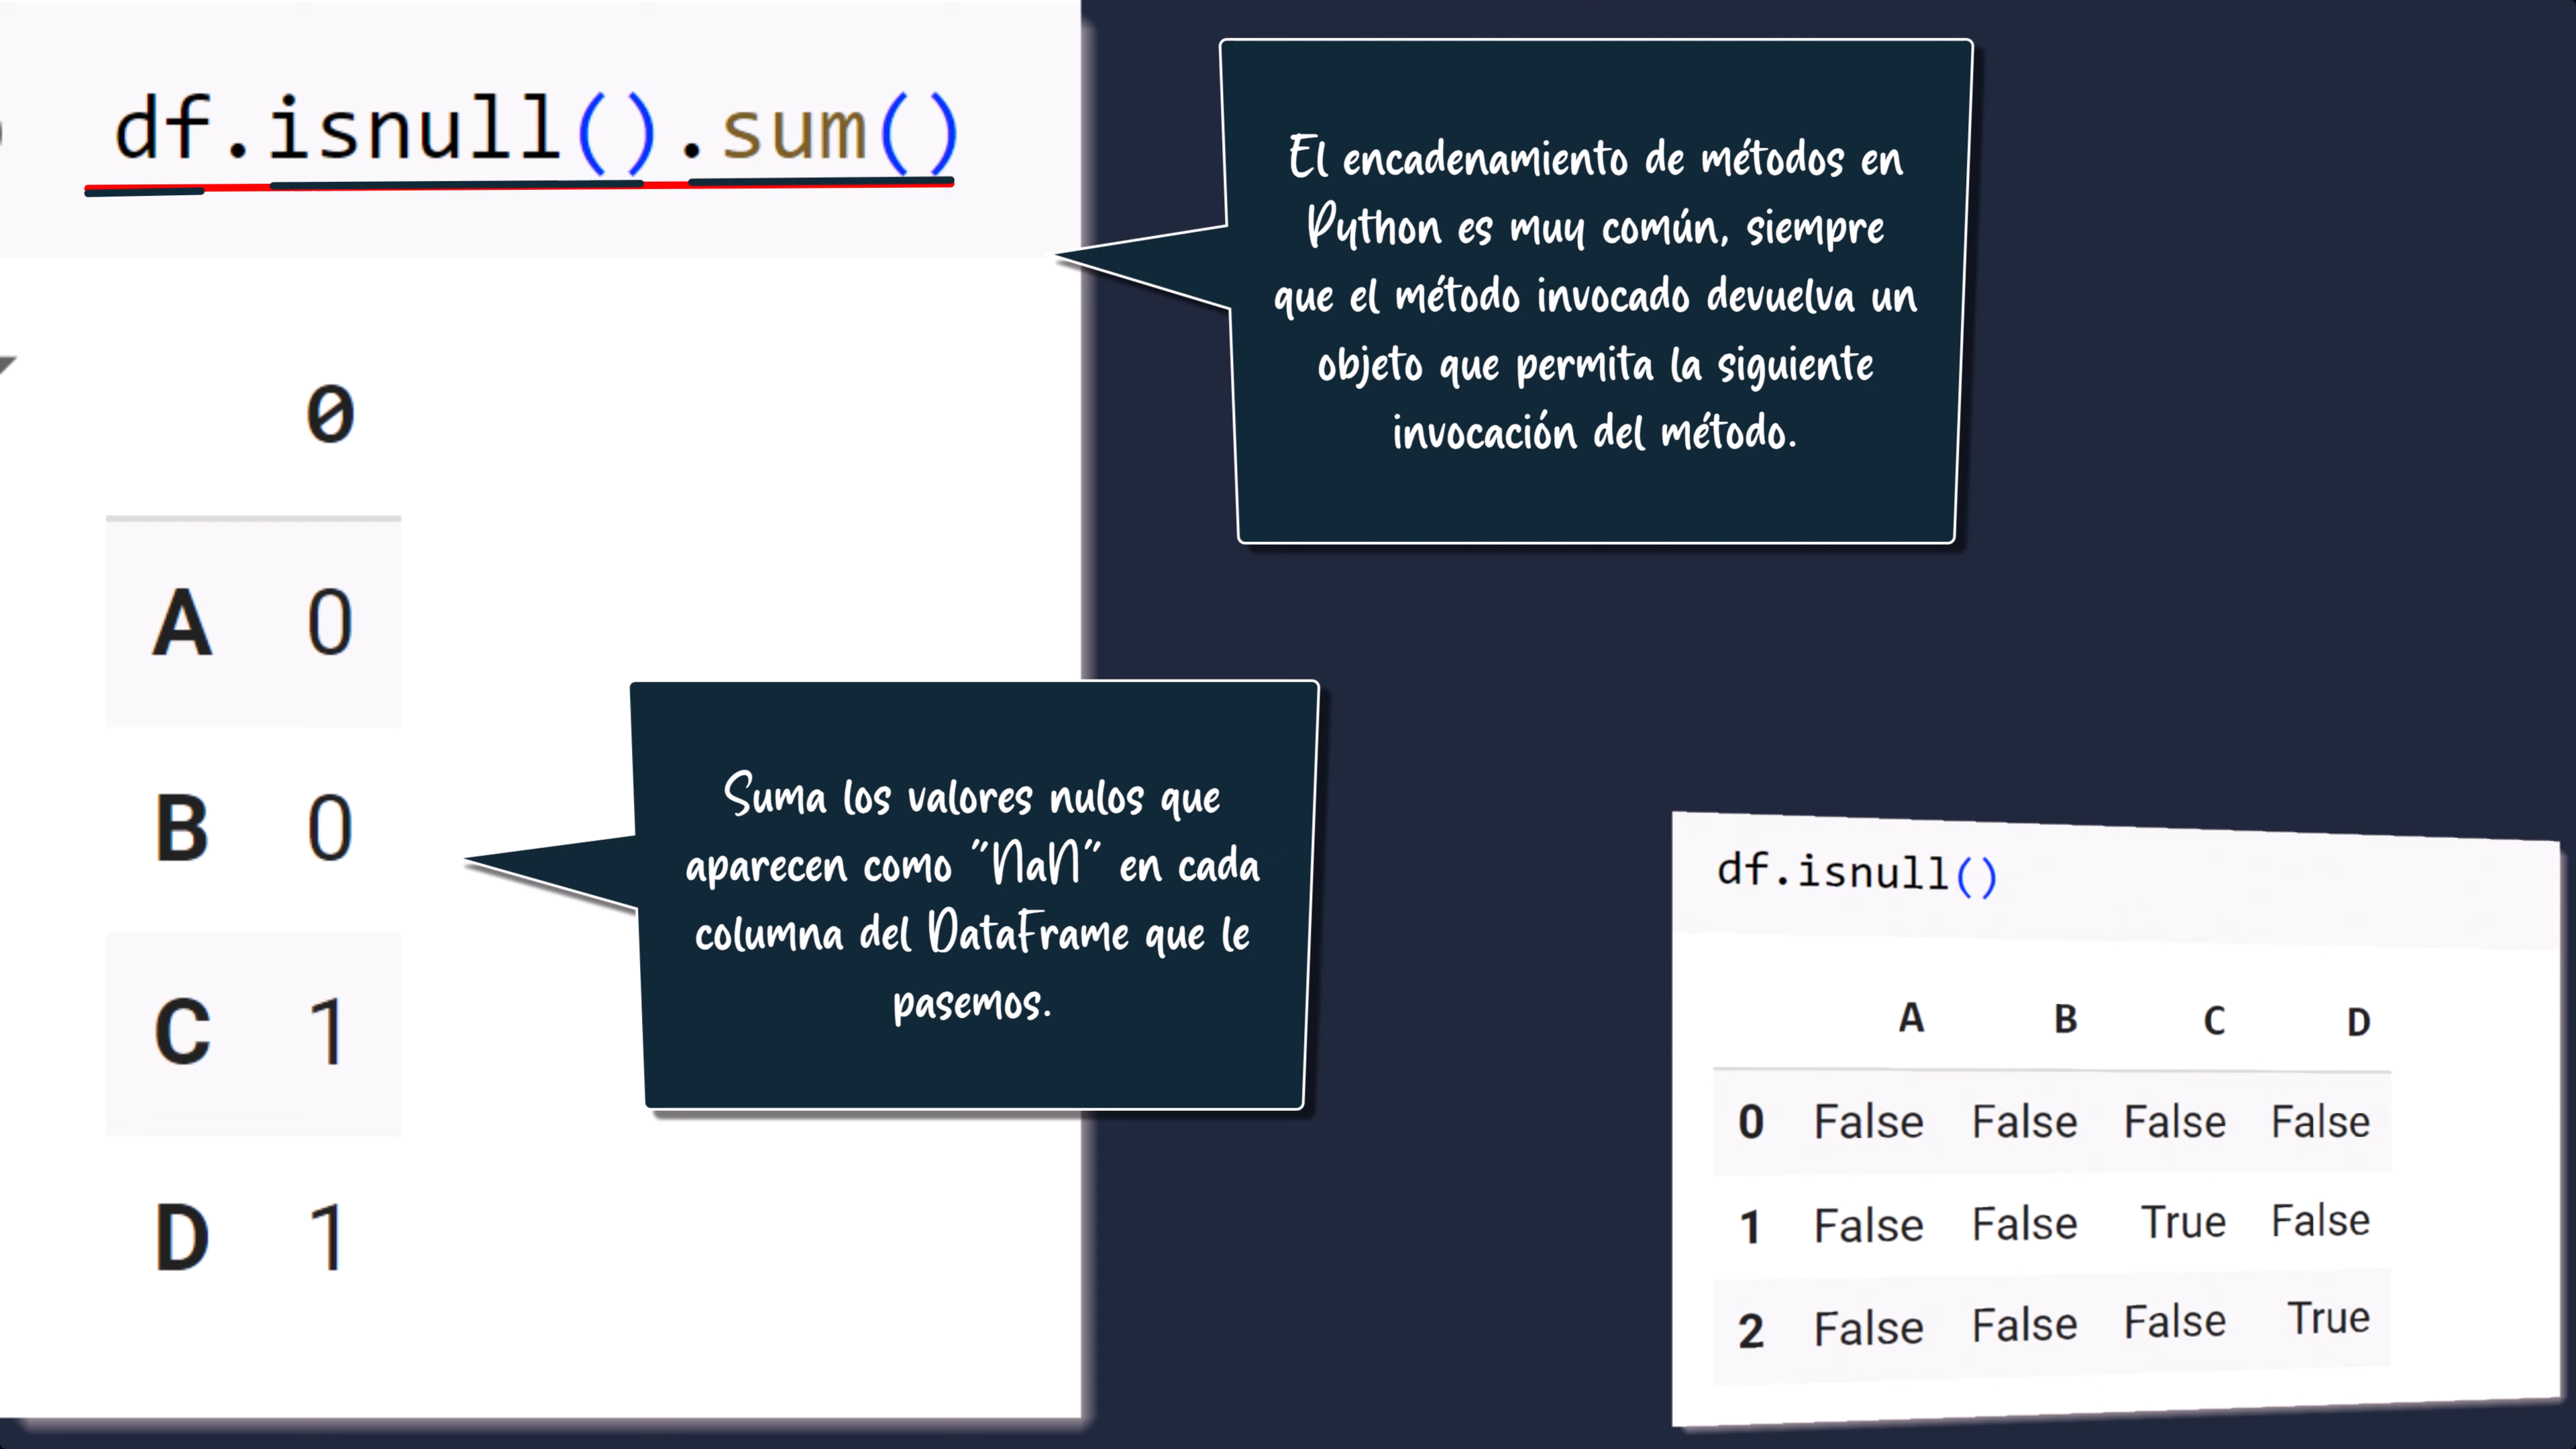 df.isnull().sum()
0
A 0
B 0
C 1
D 1
El encadenamiento de métodos en
Python es muy común, siempre
que el método invocado devuelva un
objeto que permita la siguiente
invocación del método.
Suma los valores nulos que
aparecen como "NaN" en cada
columna del DataFrame que le
pasemos.
df.isnull()
A B C D
0 False False False False
1 False False True False
2 False False False True